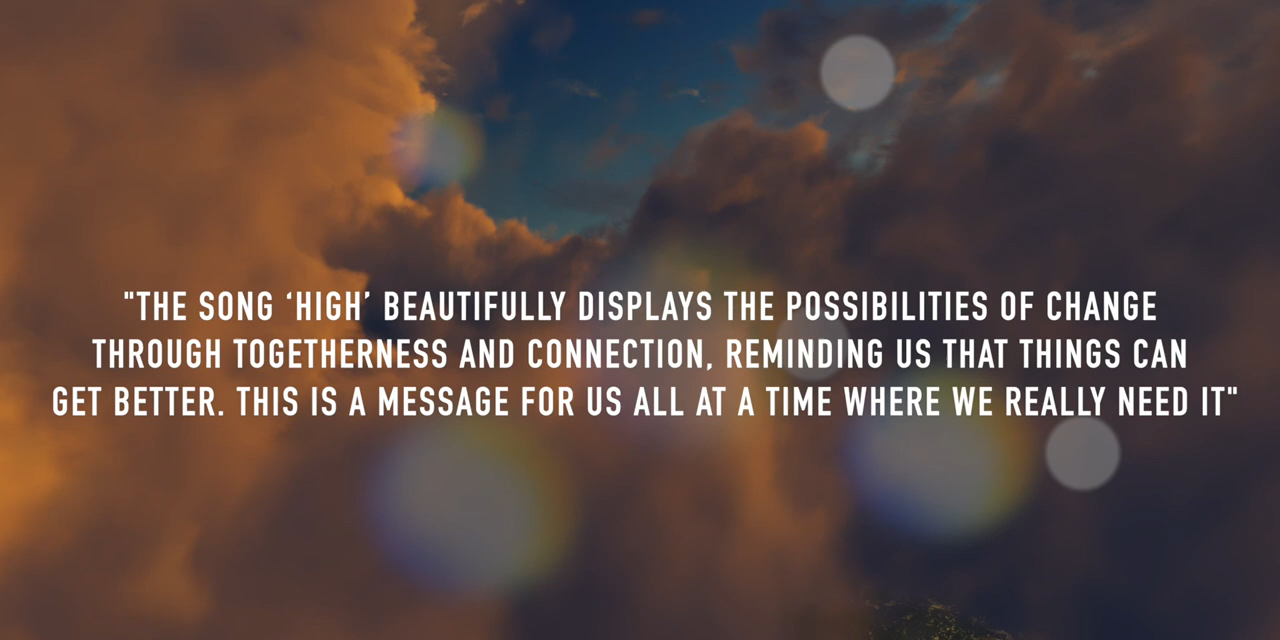 "THE SONG ‘HIGH’ BEAUTIFULLY DISPLAYS THE POSSIBILITIES OF CHANGE
THROUGH TOGETHERNESS AND CONNECTION, REMINDING US THAT THINGS CAN
GET BETTER. THIS IS A MESSAGE FOR US ALL AT A TIME WHERE WE REALLY NEED IT"